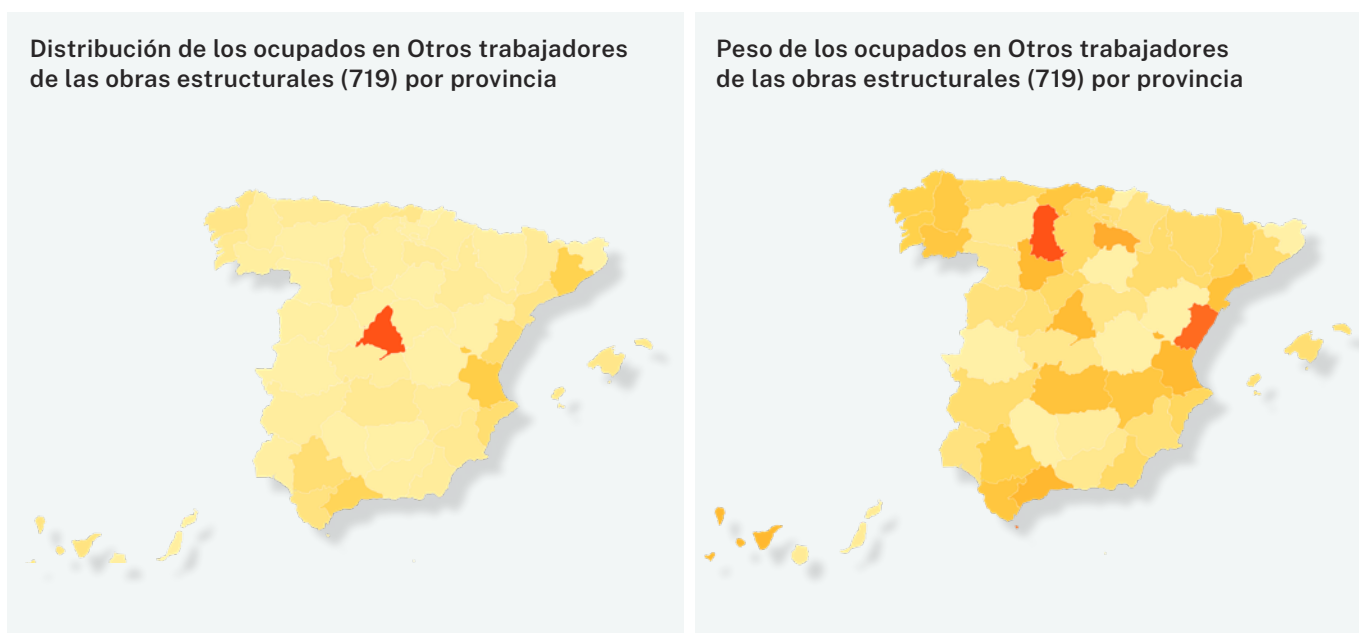 Distribución de los ocupados en Otros trabajadores
de las obras estructurales (719) por provincia
Peso de los ocupados en Otros trabajadores
de las obras estructurales (719) por provincia